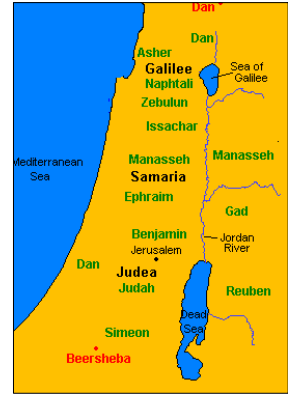 Dan
Dan
Asher
Galilee
Sea of
Galilee
Naphtali
Zebulun
Issachar
Manasseh
Manasseh
Mediterranean
Sea
Samaria
Ephraim
Gad
Benjamin
Jordan
River
Jerusalem
Dan
Judea
Judah
Reuben
Dead
Sea
Simeon
Beersheba